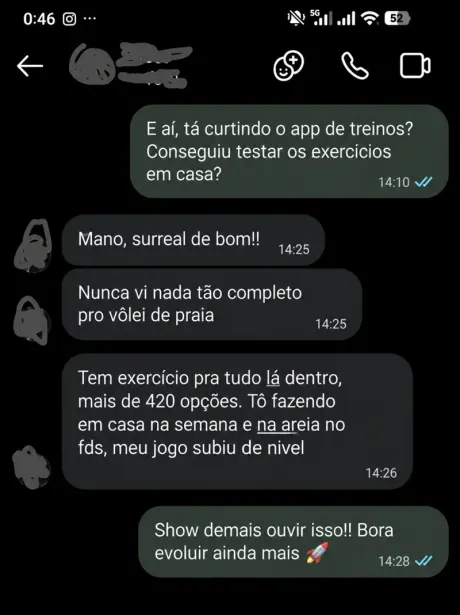 0:46 ...
5G 52
E aí, tá curtindo o app de treinos?
Conseguiu testar os exercicios
em casa?
14:10
Mano, surreal de bom!!
14:25
Nunca vi nada tão completo
pro vôlei de praia
14:25
Tem exercício pra tudo lá dentro,
mais de 420 opções. Tô fazendo
em casa na semana e na areia no
fds, meu jogo subiu de nivel
14:26
Show demais ouvir isso!! Bora
evoluir ainda mais 🚀
14:28